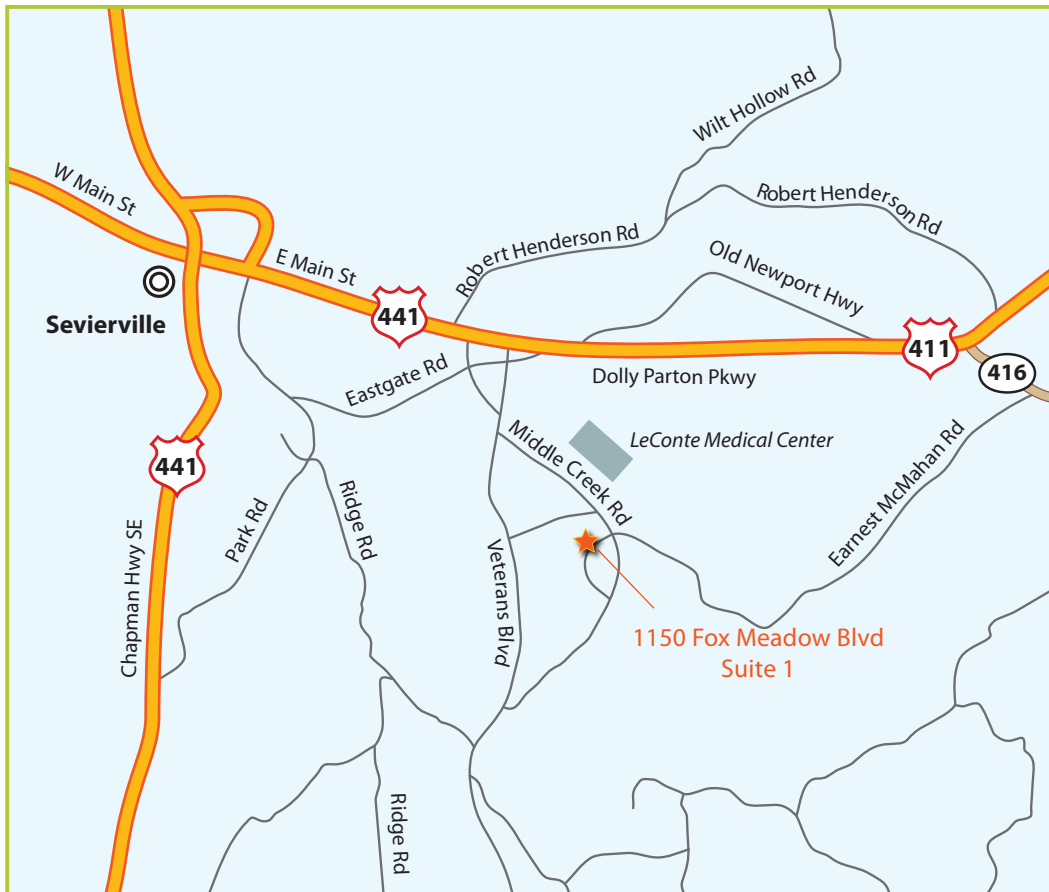 Wilt Hollow Rd
W Main St
Robert Henderson Rd
Robert Henderson Rd
E Main St
Old Newport Hwy
Sevierville
441
411
416
Eastgate Rd
Dolly Parton Pkwy
LeConte Medical Center
Middle Creek Rd
441
Ridge Rd
Park Rd
Earnest McMahan Rd
Chapman Hwy SE
Veterans Blvd
1150 Fox Meadow Blvd
Suite 1
Ridge Rd